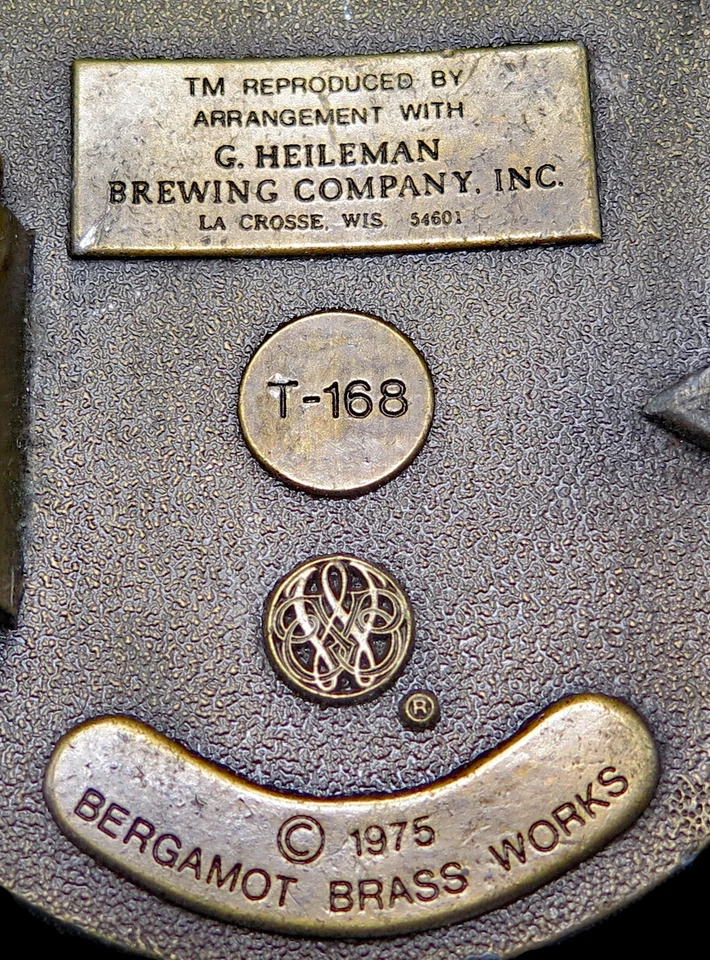 TM REPRODUCED BY
ARRANGEMENT WITH
G. HEILEMAN
BREWING COMPANY, INC.
LA CROSSE, WIS. 54601
T-168
®
© 1975
BERGAMOT BRASS WORKS